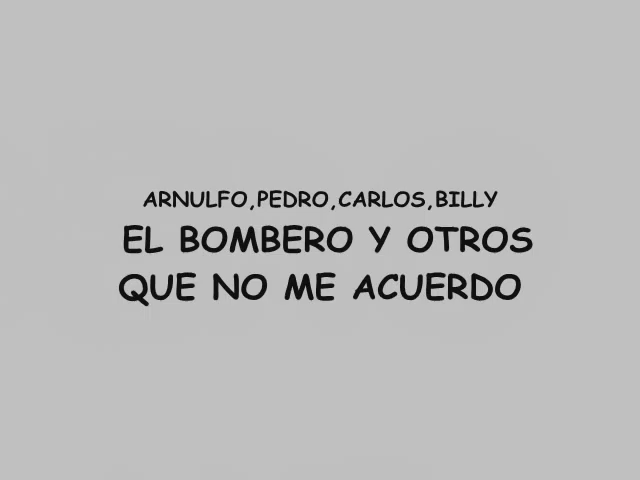 ARNULFO,PEDRO,CARLOS,BILLY
EL BOMBERO Y OTROS
QUE NO ME ACUERDO